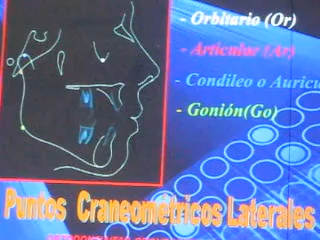 - Orbitario (Or)
- Articular (Ar)
- Condileo o Auricu
- Gonión(Go)
Puntos Craneométricos Laterales